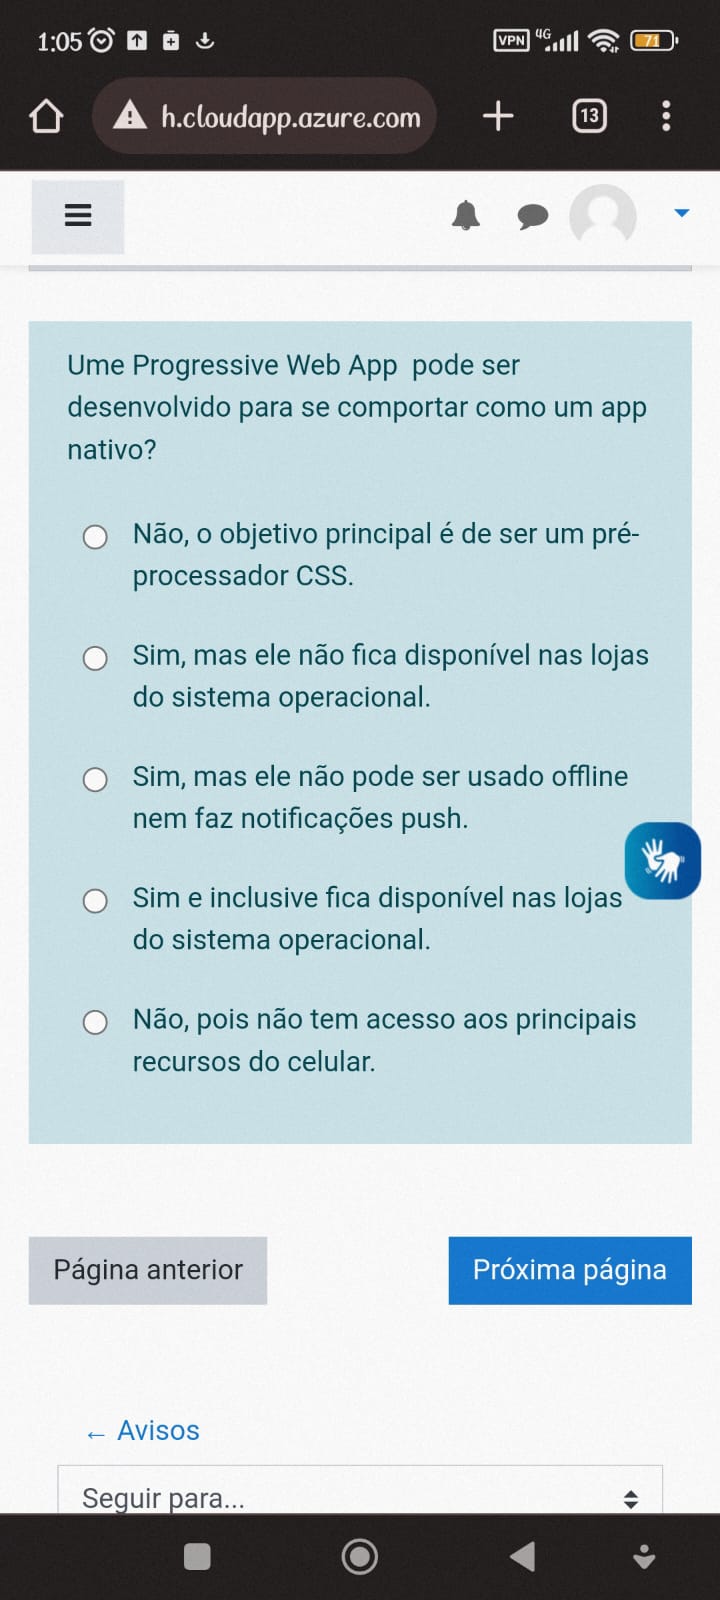 1:05
VPN 4G 71
h.cloudapp.azure.com
13
Ume Progressive Web App pode ser
desenvolvido para se comportar como um app
nativo?
Não, o objetivo principal é de ser um pré-
processador CSS.
Sim, mas ele não fica disponível nas lojas
do sistema operacional.
Sim, mas ele não pode ser usado offline
nem faz notificações push.
Sim e inclusive fica disponível nas lojas
do sistema operacional.
Não, pois não tem acesso aos principais
recursos do celular.
Página anterior
Próxima página
← Avisos
Seguir para...